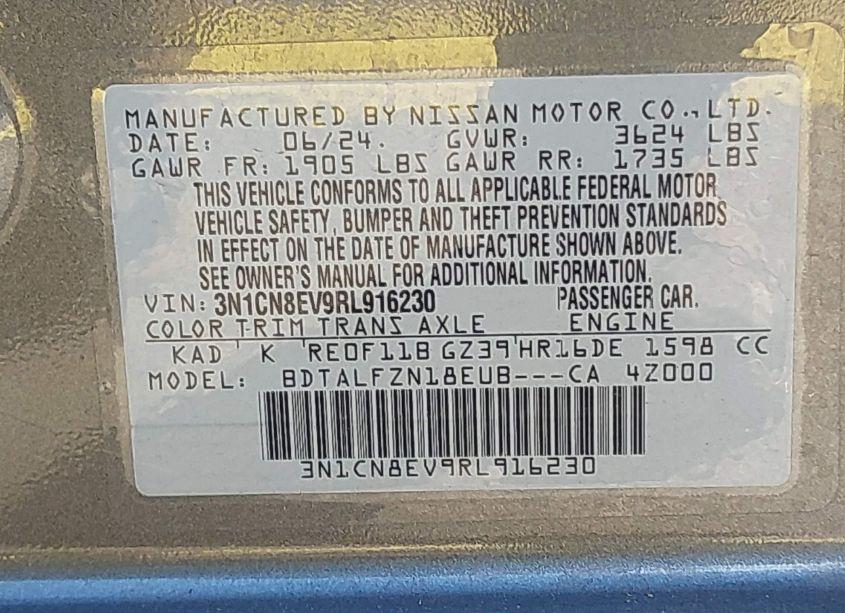 MANUFACTURED BY NISSAN MOTOR CO., LTD.
DATE: 06/24. GVWR: 3624 LBS
GAWR FR: 1905 LBS GAWR RR: 1735 LBS
THIS VEHICLE CONFORMS TO ALL APPLICABLE FEDERAL MOTOR
VEHICLE SAFETY, BUMPER AND THEFT PREVENTION STANDARDS
IN EFFECT ON THE DATE OF MANUFACTURE SHOWN ABOVE.
SEE OWNER'S MANUAL FOR ADDITIONAL INFORMATION.
VIN: 3N1CN8EV9RL916230 PASSENGER CAR.
COLOR TRIM TRANS AXLE ENGINE
KAD K RE0F11B GZ39 HR16DE 1598 CC
MODEL: BDTALFZN18EUB---CA 4Z000
3N1CN8EV9RL916230